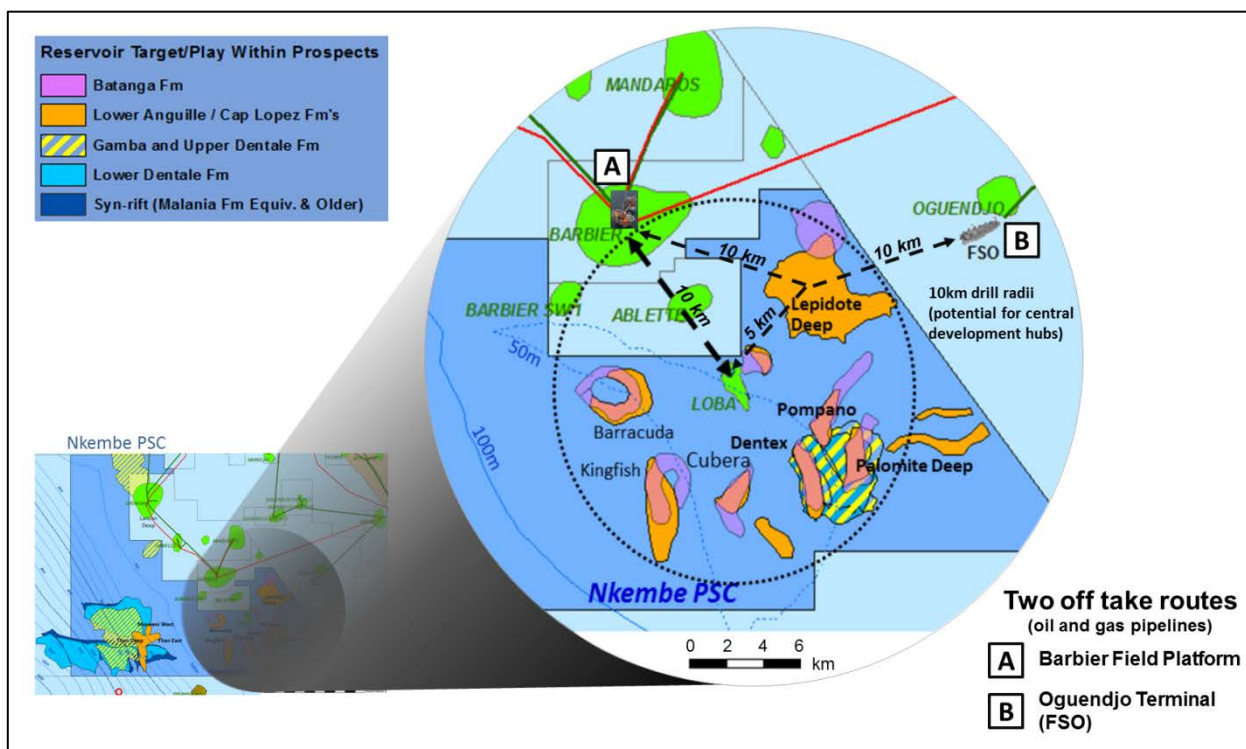 Reservoir Target/Play Within Prospects
Batanga Fm
Lower Anguille / Cap Lopez Fm's
Gamba and Upper Dentale Fm
Lower Dentale Fm
Syn-rift (Malania Fm Equiv. & Older)
MANDAROS
A
BARBIER
OGUENDJO
B
FSO
10 km
10 km
10 km
5 km
10km drill radii
(potential for central
development hubs)
Lepidote
Deep
BARBIER SW1
ABLETTE
50m
100m
LOBA
Barracuda
Pompano
Dentex
Palomite Deep
Kingfish
Cubera
Nkembe PSC
0 2 4 6
km
Nkembe PSC
Two off take routes
(oil and gas pipelines)
A Barbier Field Platform
B Oguendjo Terminal
(FSO)